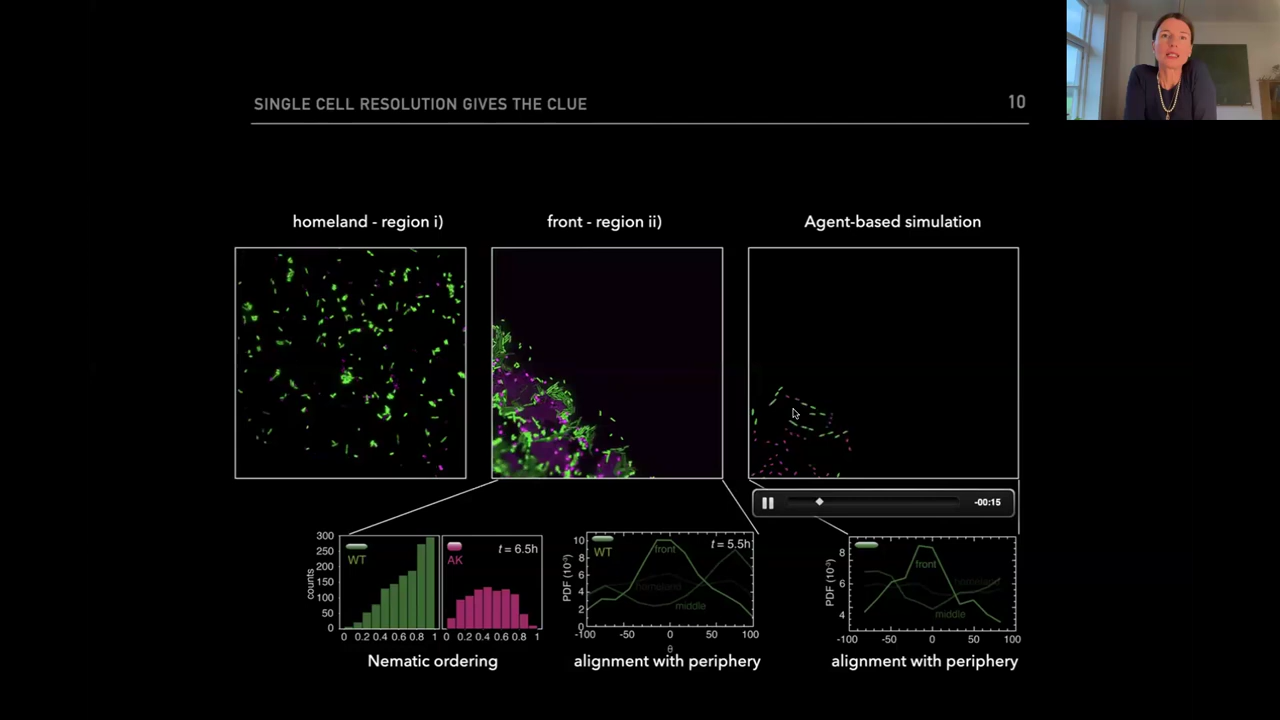 SINGLE CELL RESOLUTION GIVES THE CLUE
10
homeland - region i)
front - region ii)
Agent-based simulation
-00:15
300
250
200
150
100
50
0
counts
WT
0 0.2 0.4 0.6 0.8 1
AK
t = 6.5h
0 0.2 0.4 0.6 0.8 1
Nematic ordering
10
8
6
4
2
0
PDF (10⁻³)
WT
front
t = 5.5h
homeland
middle
-100 -50 0 50 100
θ
alignment with periphery
8
6
4
PDF (10⁻³)
front
homeland
middle
-100 -50 0 50 100
alignment with periphery